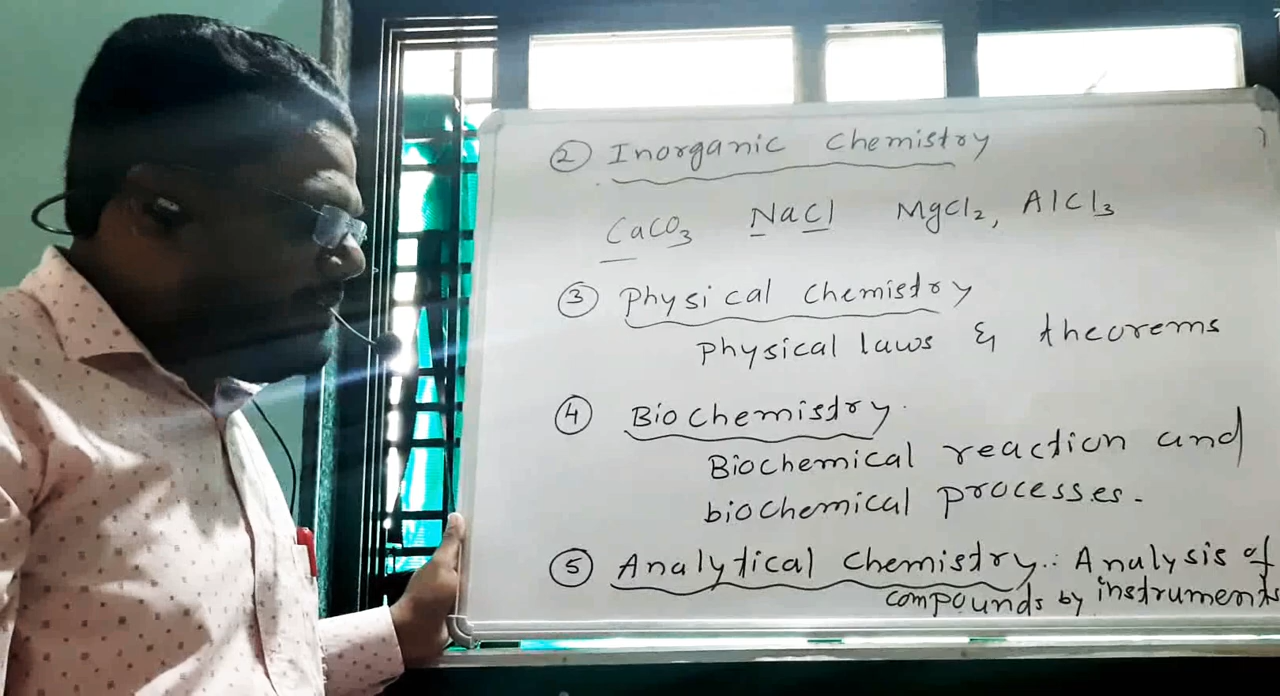 ② Inorganic Chemistry
CaCO3 NaCl MgCl2, AlCl3
③ Physical Chemistry
Physical laws & theorems
④ Biochemistry.
Biochemical reaction and
biochemical processes.
⑤ Analytical Chemistry.: Analysis of
compounds by instruments